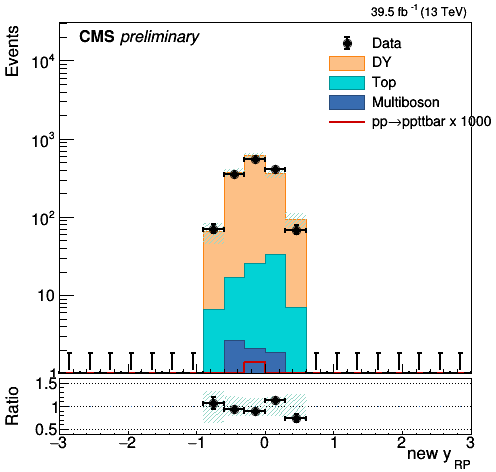 39.5 fb⁻¹ (13 TeV)
CMS preliminary
Events
Data
DY
Top
Multiboson
pp→ppttbar x 1000
10⁴
10³
10²
10
1
Ratio
1.5
1
0.5
−3 −2 −1 0 1 2 3
new y_RP